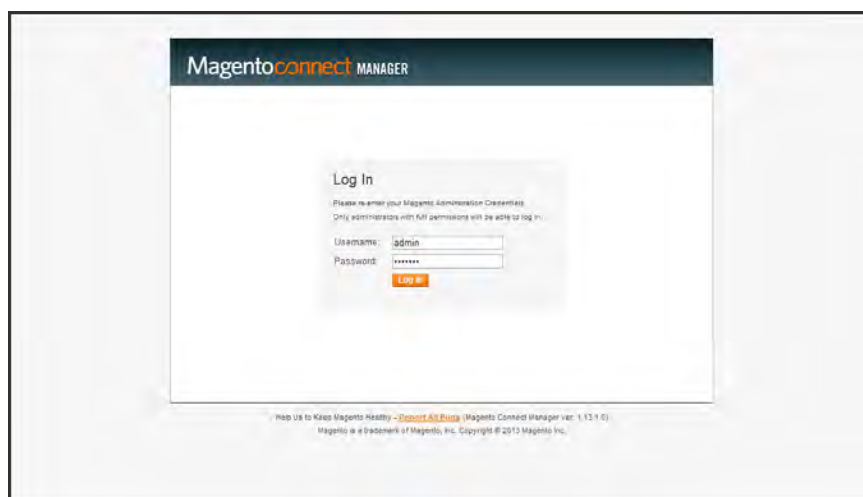 Magentoconnect MANAGER
Log In
Please re-enter your Magento Administration Credentials.
Only administrators with full permissions will be able to log in.
Username: admin
Password: •••••••
Log in
Help Us to Keep Magento Healthy - Report All Bugs (Magento Connect Manager ver. 1.13.1.0)
Magento is a trademark of Magento, Inc. Copyright © 2013 Magento Inc.